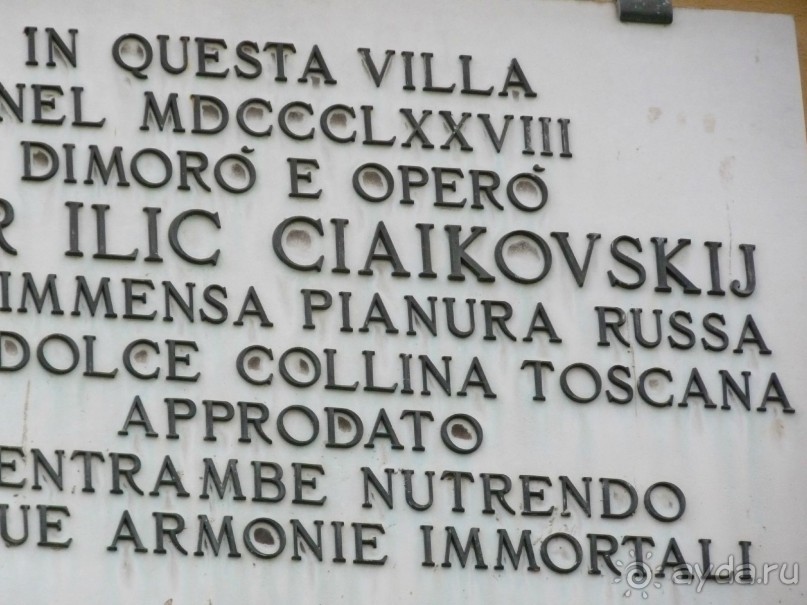 IN QUESTA VILLA
NEL MDCCCLXXVIII
DIMORÒ E OPERÒ
R ILIC CIAIKOVSKIJ
IMMENSA PIANURA RUSSA
DOLCE COLLINA TOSCANA
APPRODATO
ENTRAMBE NUTRENDO
UE ARMONIE IMMORTALI
ayda.ru